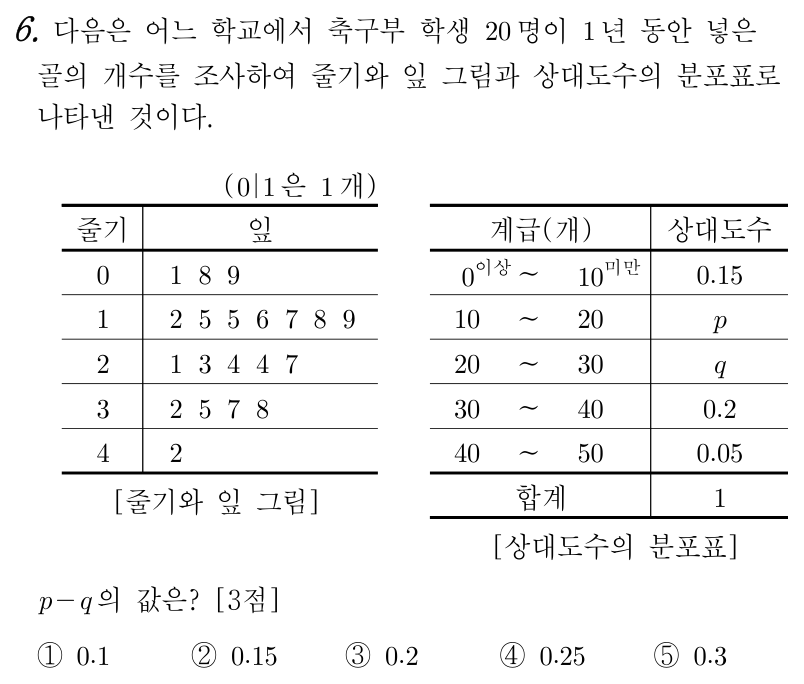 6. 다음은 어느 학교에서 축구부 학생 20명이 1년 동안 넣은
골의 개수를 조사하여 줄기와 잎 그림과 상대도수의 분포표로
나타낸 것이다.
(0|1은 1개)
줄기 잎
0 1 8 9
1 2 5 5 6 7 8 9
2 1 3 4 4 7
3 2 5 7 8
4 2
[줄기와 잎 그림]
계급(개) 상대도수
0이상 ~ 10미만 0.15
10 ~ 20 p
20 ~ 30 q
30 ~ 40 0.2
40 ~ 50 0.05
합계 1
[상대도수의 분포표]
p-q의 값은? [3점]
① 0.1 ② 0.15 ③ 0.2 ④ 0.25 ⑤ 0.3